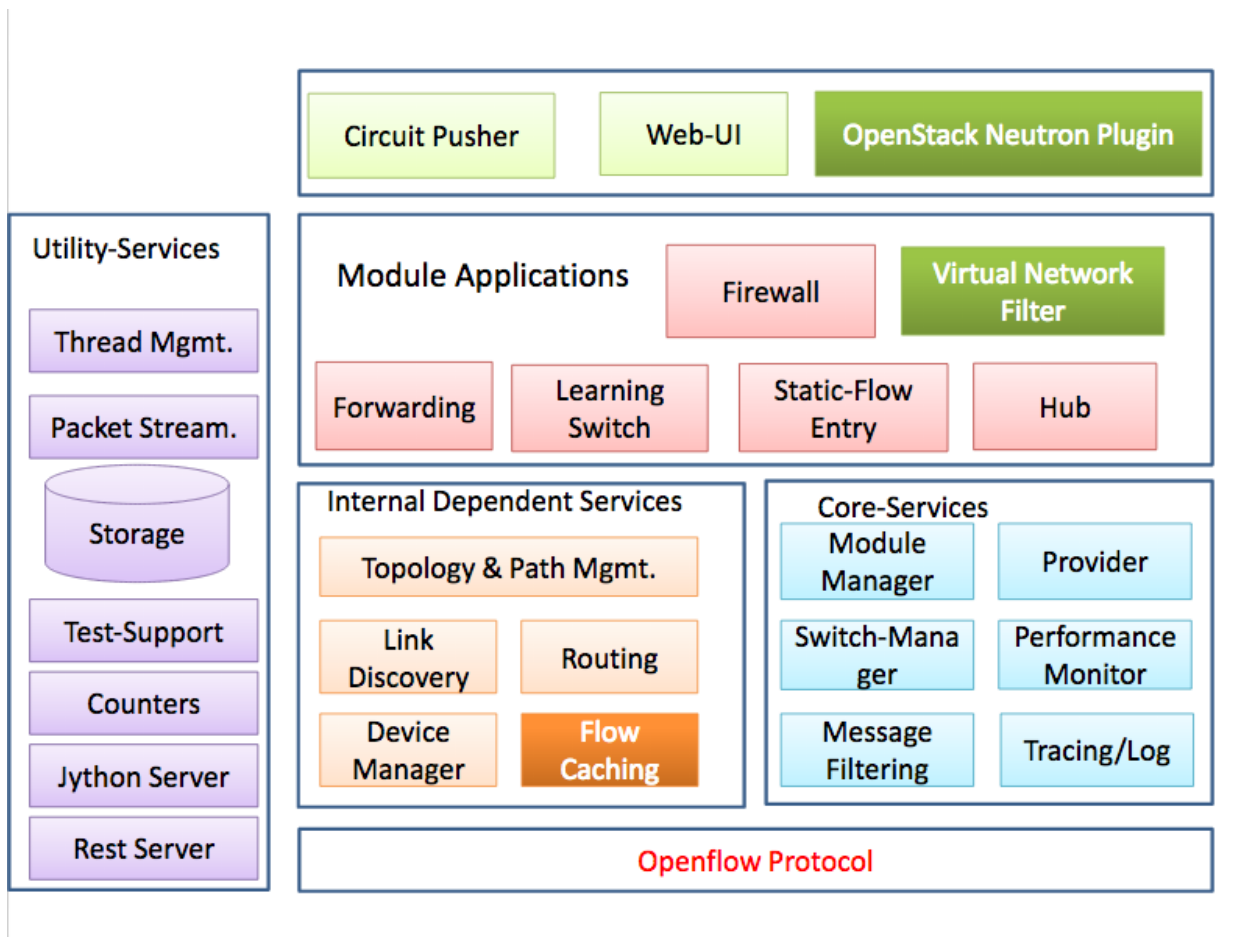 Circuit Pusher
Web-UI
OpenStack Neutron Plugin
Utility-Services
Thread Mgmt.
Packet Stream.
Storage
Test-Support
Counters
Jython Server
Rest Server
Module Applications
Firewall
Virtual Network
Filter
Forwarding
Learning
Switch
Static-Flow
Entry
Hub
Internal Dependent Services
Topology & Path Mgmt.
Link
Discovery
Routing
Device
Manager
Flow
Caching
Core-Services
Module
Manager
Provider
Switch-Mana
ger
Performance
Monitor
Message
Filtering
Tracing/Log
Openflow Protocol